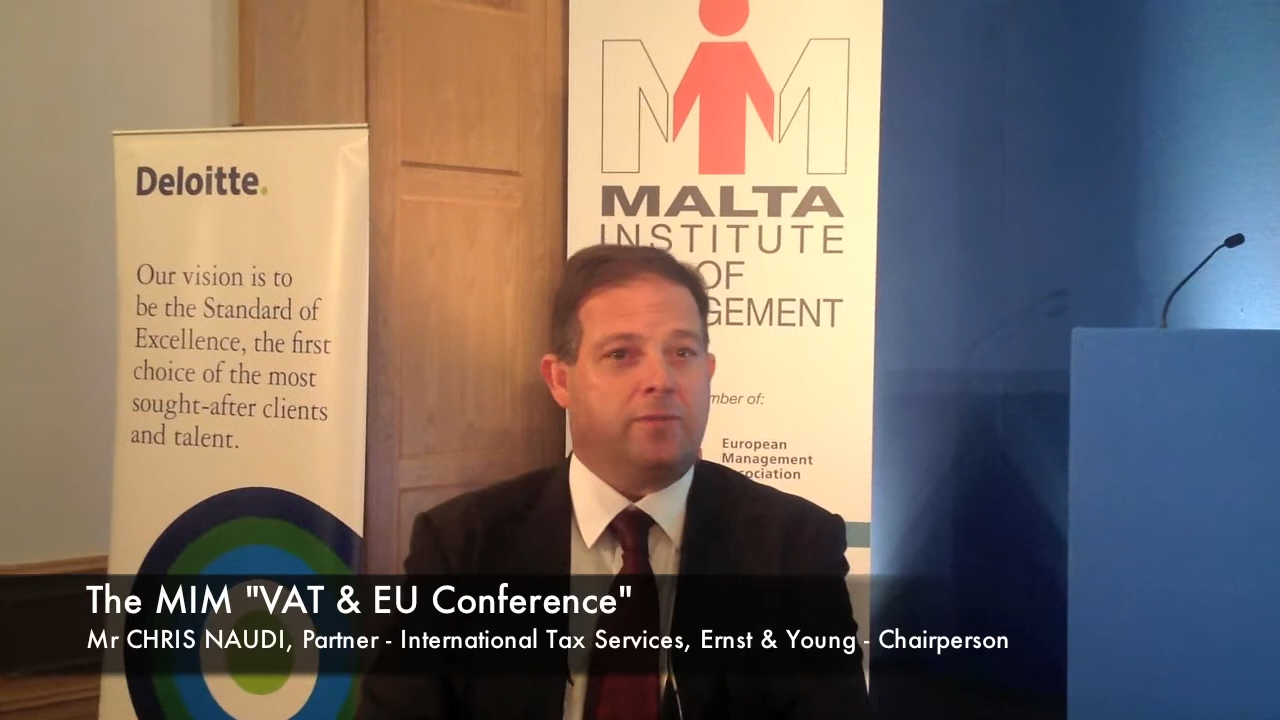 Deloitte.
Our vision is to
be the Standard of
Excellence, the first
choice of the most
sought-after clients
and talent.
MALTA
INSTITUTE
OF
GEMENT
mber of:
European
Management
ociation
The MIM "VAT & EU Conference"
Mr CHRIS NAUDI, Partner - International Tax Services, Ernst & Young - Chairperson